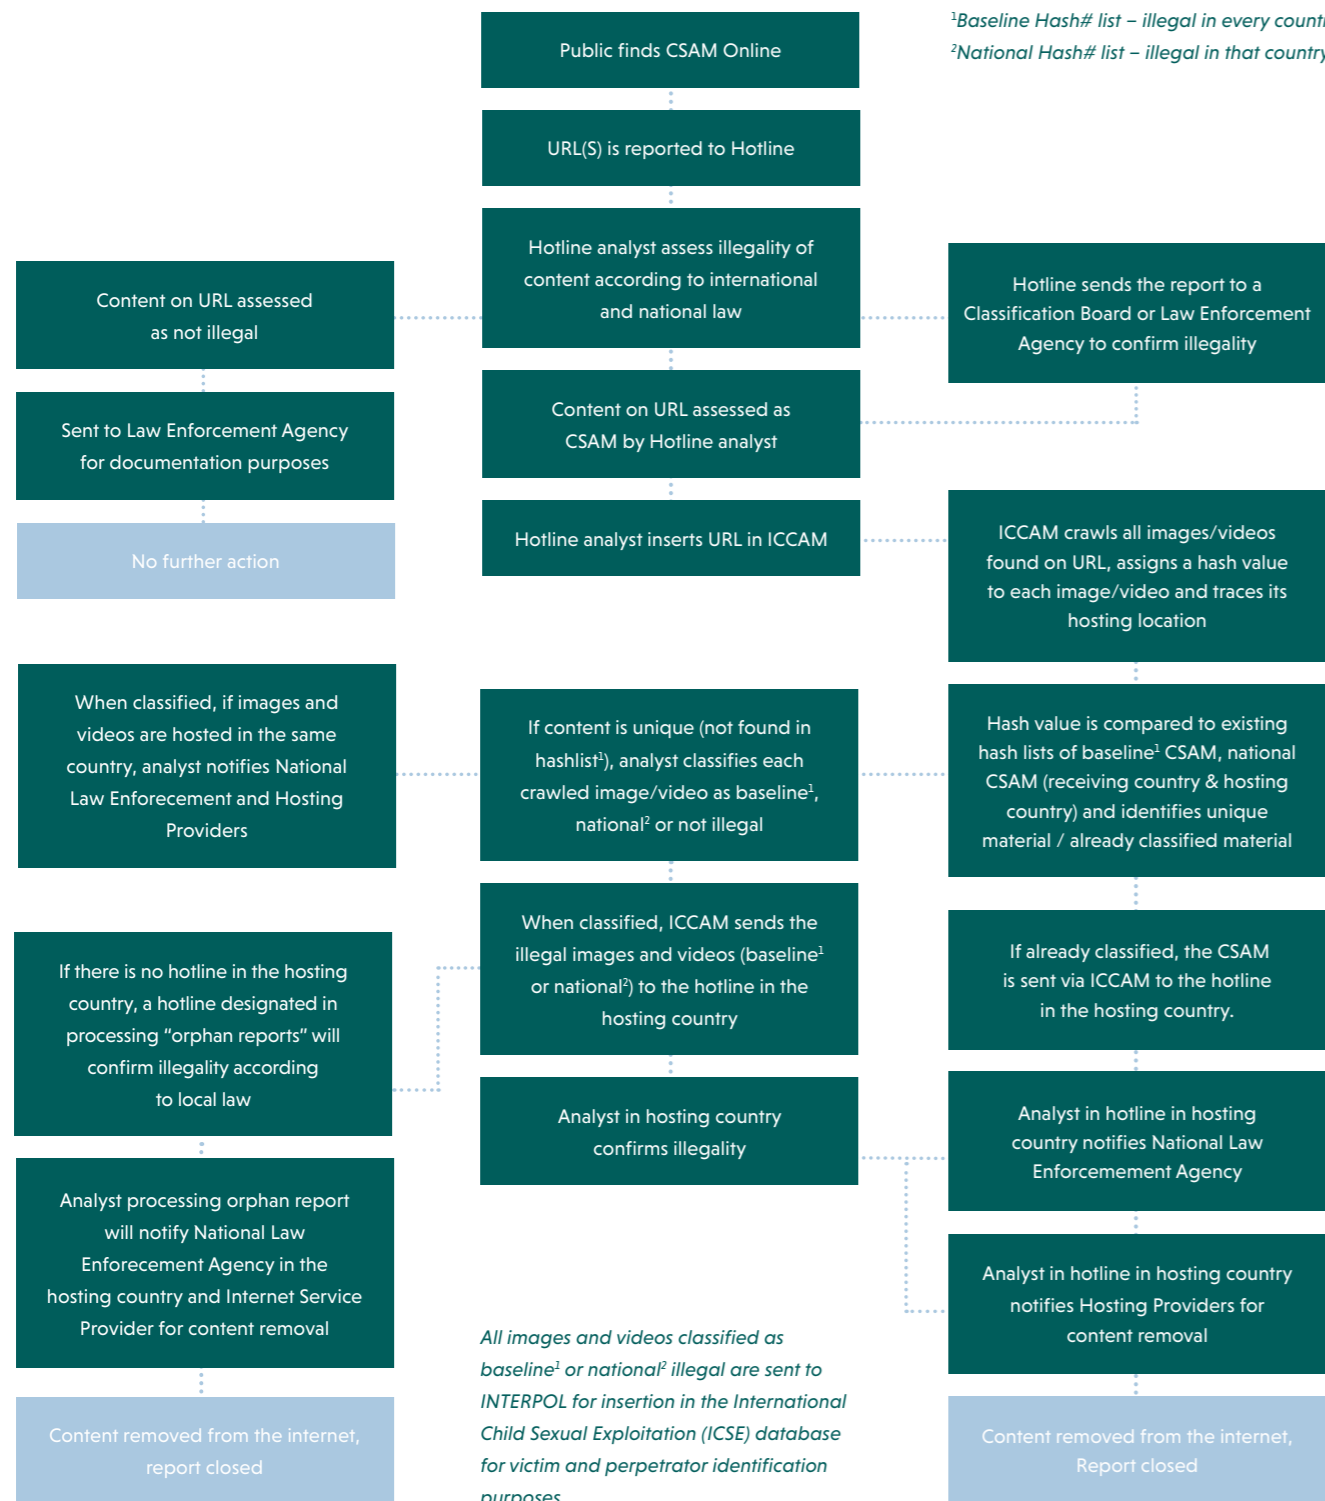 ¹Baseline Hash# list – illegal in every
²National Hash# list – illegal in that country
Public finds CSAM Online
URL(S) is reported to Hotline
Hotline analyst assess illegality of
content according to international
and national law
Content on URL assessed
as not illegal
Hotline sends the report to a
Classification Board or Law Enforcement
Agency to confirm illegality
Sent to Law Enforcement Agency
for documentation purposes
Content on URL assessed as
CSAM by Hotline analyst
No further action
Hotline analyst inserts URL in ICCAM
ICCAM crawls all images/videos
found on URL, assigns a hash value
to each image/video and traces its
hosting location
When classified, if images and
videos are hosted in the same
country, analyst notifies National
Law Enforecement and Hosting
Providers
If content is unique (not found in
hashlist¹), analyst classifies each
crawled image/video as baseline¹,
national² or not illegal
Hash value is compared to existing
hash lists of baseline¹ CSAM, national
CSAM (receiving country & hosting
country) and identifies unique
material / already classified material
If there is no hotline in the hosting
country, a hotline designated in
processing “orphan reports” will
confirm illegality according
to local law
When classified, ICCAM sends the
illegal images and videos (baseline¹
or national²) to the hotline in the
hosting country
If already classified, the CSAM
is sent via ICCAM to the hotline
in the hosting country.
Analyst in hosting country
confirms illegality
Analyst in hotline in hosting
country notifies National Law
Enforcemement Agency
Analyst processing orphan report
will notify National Law
Enforecement Agency in the
hosting country and Internet Service
Provider for content removal
Analyst in hotline in hosting country
notifies Hosting Providers for
content removal
Content removed from the internet,
report closed
All images and videos classified as
baseline¹ or national² illegal are sent to
INTERPOL for insertion in the International
Child Sexual Exploitation (ICSE) database
for victim and perpetrator identification
purposes
Content removed from the internet,
Report closed